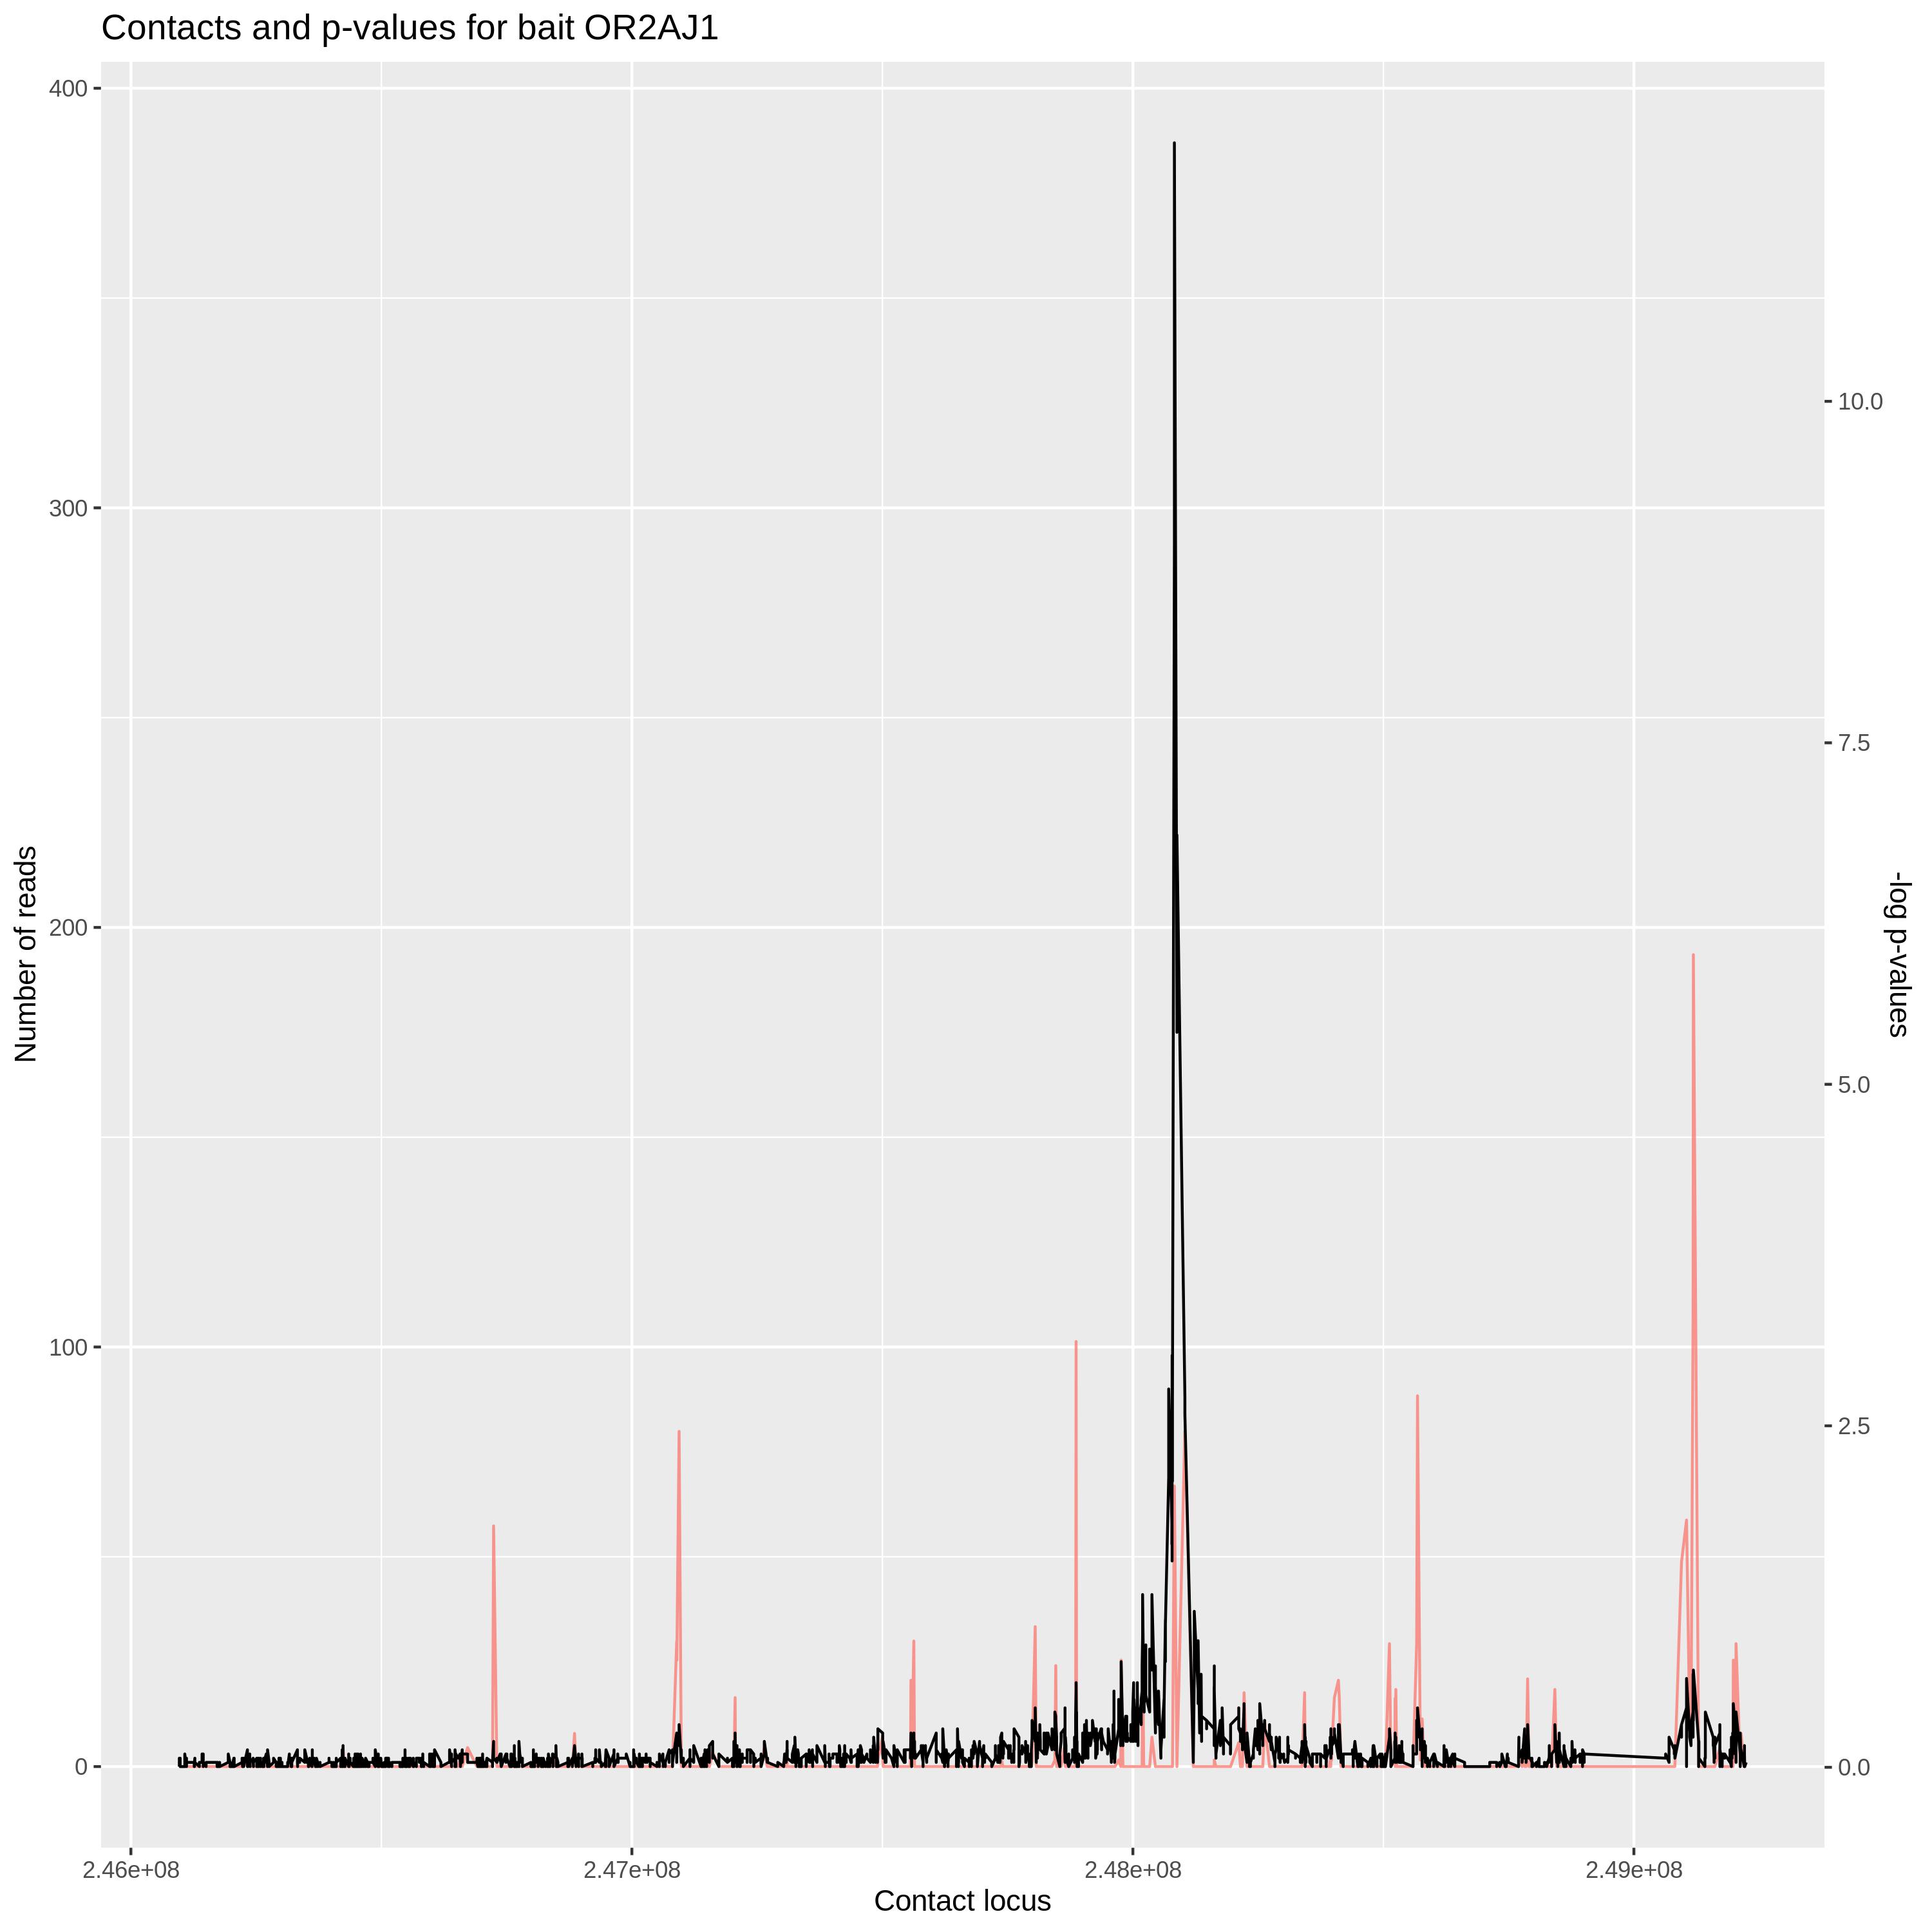 Contacts and p-values for bait OR2AJ1
400
300
200
100
0
Number of reads
10.0
7.5
5.0
2.5
0.0
-log p-values
2.46e+08 2.47e+08 2.48e+08 2.49e+08
Contact locus